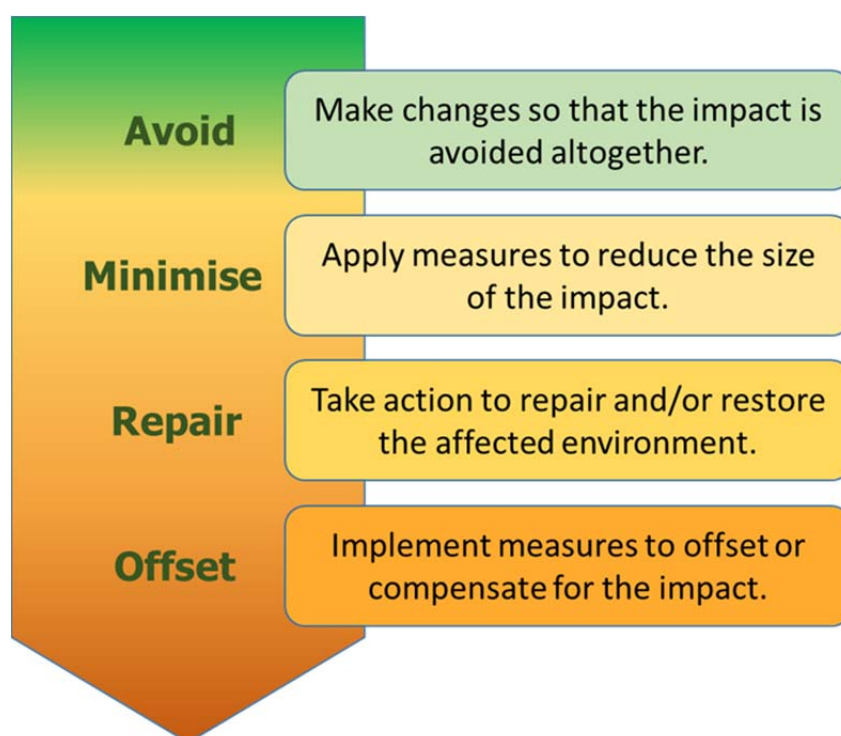 Avoid
Make changes so that the impact is
avoided altogether.
Minimise
Apply measures to reduce the size
of the impact.
Repair
Take action to repair and/or restore
the affected environment.
Offset
Implement measures to offset or
compensate for the impact.